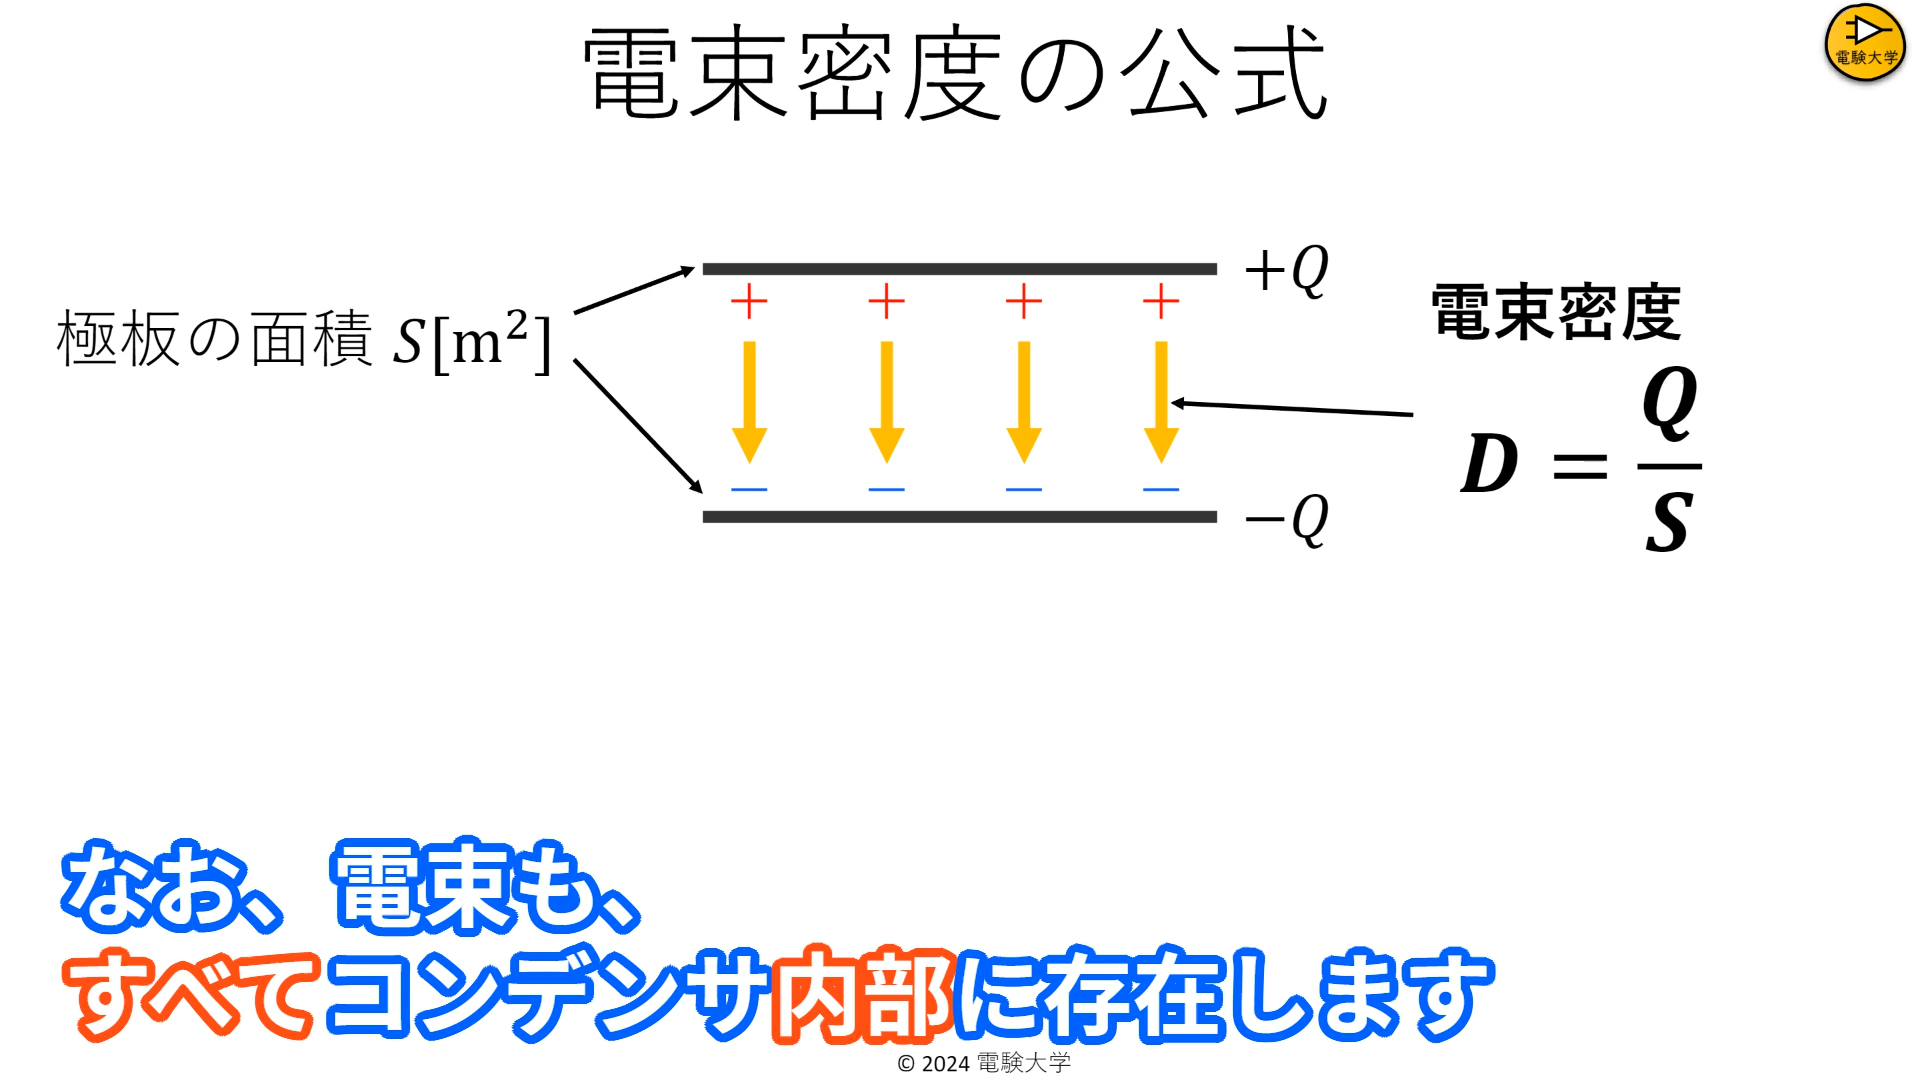 電束密度の公式
電験大学
+Q
極板の面積 S[m²]
+ + + +
電束密度
D = Q/S
− − − −
−Q
なお、電束も、
すべてコンデンサ内部に存在します
© 2024 電験大学